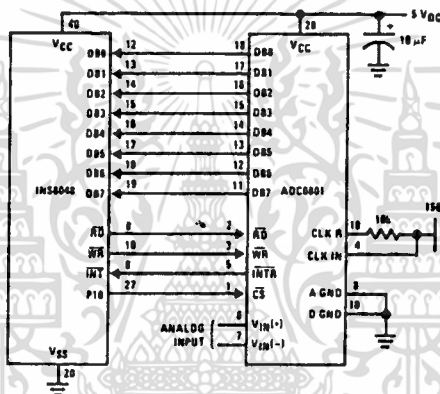 40
20
5 VDC
VCC
VCC
+
10 µF
DB0 12 18 DB0
DB1 13 17 DB1
DB2 14 16 DB2
DB3 15 15 DB3
DB4 16 14 DB4
DB5 17 13 DB5
DB6 18 12 DB6
DB7 19 11 DB7
INS8048
ADC0801
RD 8 2 RD
WR 10 3 WR
INT 6 5 INTR
P10 27 1 CS
CLK R 19 10k
CLK IN 4
A GND 8
D GND 10
ANALOG INPUT
6 VIN(+)
7 VIN(−)
VSS
20